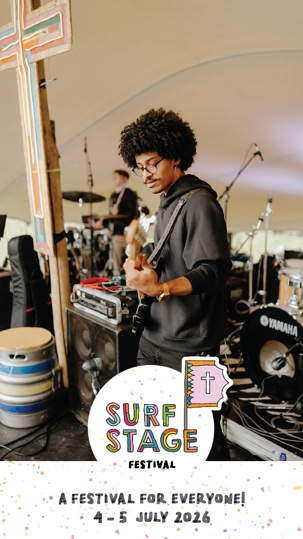 YAMAHA
SURF
STAGE
FESTIVAL
A FESTIVAL FOR EVERYONE!
4 - 5 JULY 2026